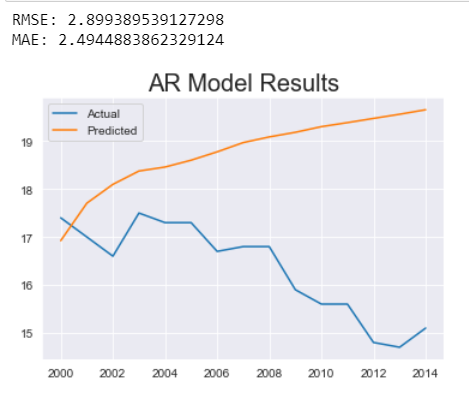 RMSE: 2.899389539127298
MAE: 2.4944883862329124
AR Model Results
Actual
Predicted
19
18
17
16
15
2000 2002 2004 2006 2008 2010 2012 2014